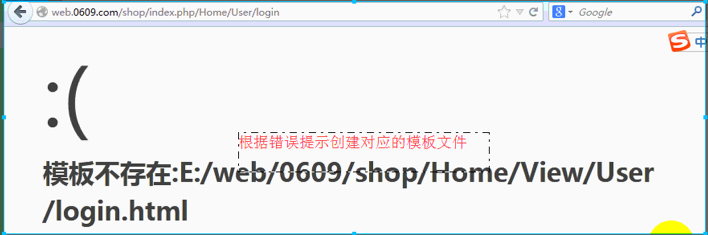 web.0609.com/shop/index.php/Home/User/login
Google
中
:(
根据错误提示创建对应的模板文件
模板不存在:E:/web/0609/shop/Home/View/User
/login.html